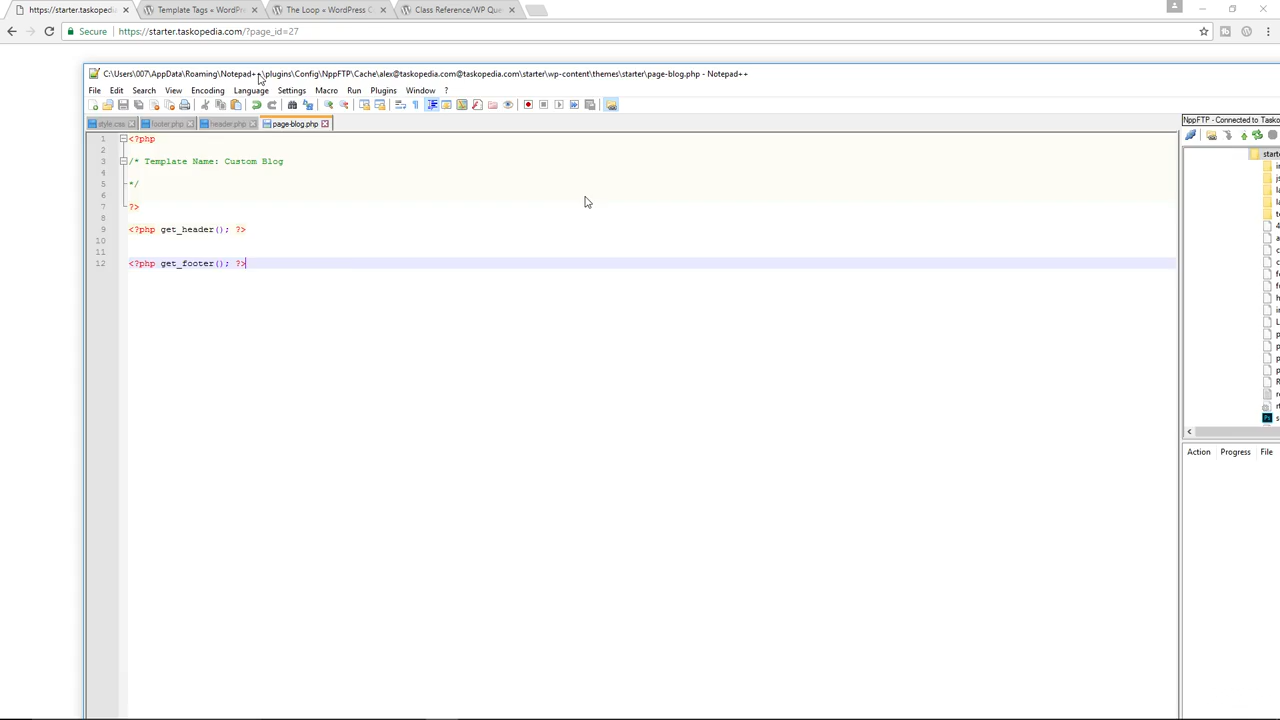 https://starter.taskopedia
Template Tags « WordPr
The Loop « WordPress C
Class Reference/WP Que
Secure
https://starter.taskopedia.com/?page_id=27
C:\Users\007\AppData\Roaming\Notepad++\plugins\Config\NppFTP\Cache\alex@taskopedia.com@taskopedia.com\starter\wp-content\themes\starter\page-blog.php - Notepad++
File Edit Search View Encoding Language Settings Macro Run Plugins Window ?
style.css footer.php header.php page-blog.php
NppFTP - Connected to Tasko
1 <?php
2
3 /* Template Name: Custom Blog
4
5 */
6
7 ?>
8
9 <?php get_header(); ?>
10
11
12 <?php get_footer(); ?>
starte
Action Progress File